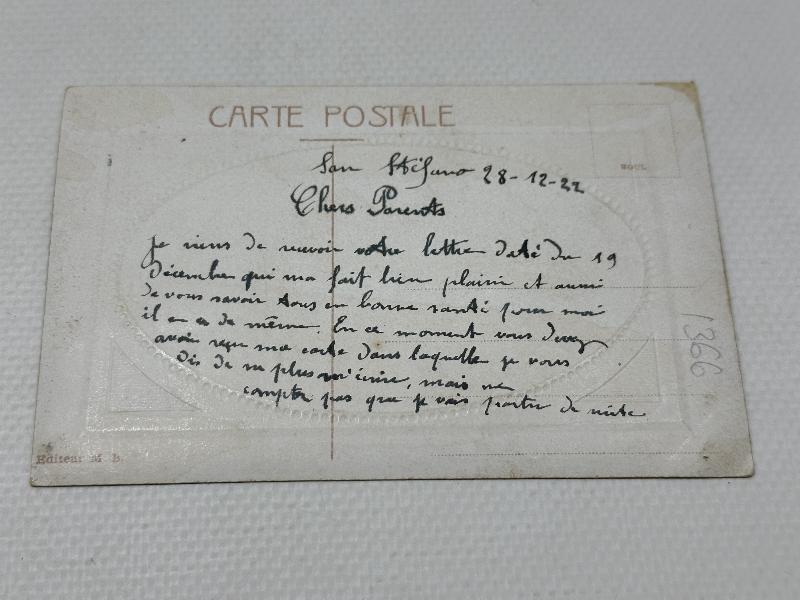 CARTE POSTALE
San Stéfano 28-12-22
Chers Parents
Je viens de recevoir votre lettre daté du 19
décembre qui ma fait bien plaisir et aussi
de vous savoir tous en bonne santé pour moi
il en es de même. En ce moment vous devez
avoir reçu ma carte dans laquelle je vous
dis de ne plus m'écrire, mais ne
compter pas que je vais partir de suite
1366
Editeur M. B.